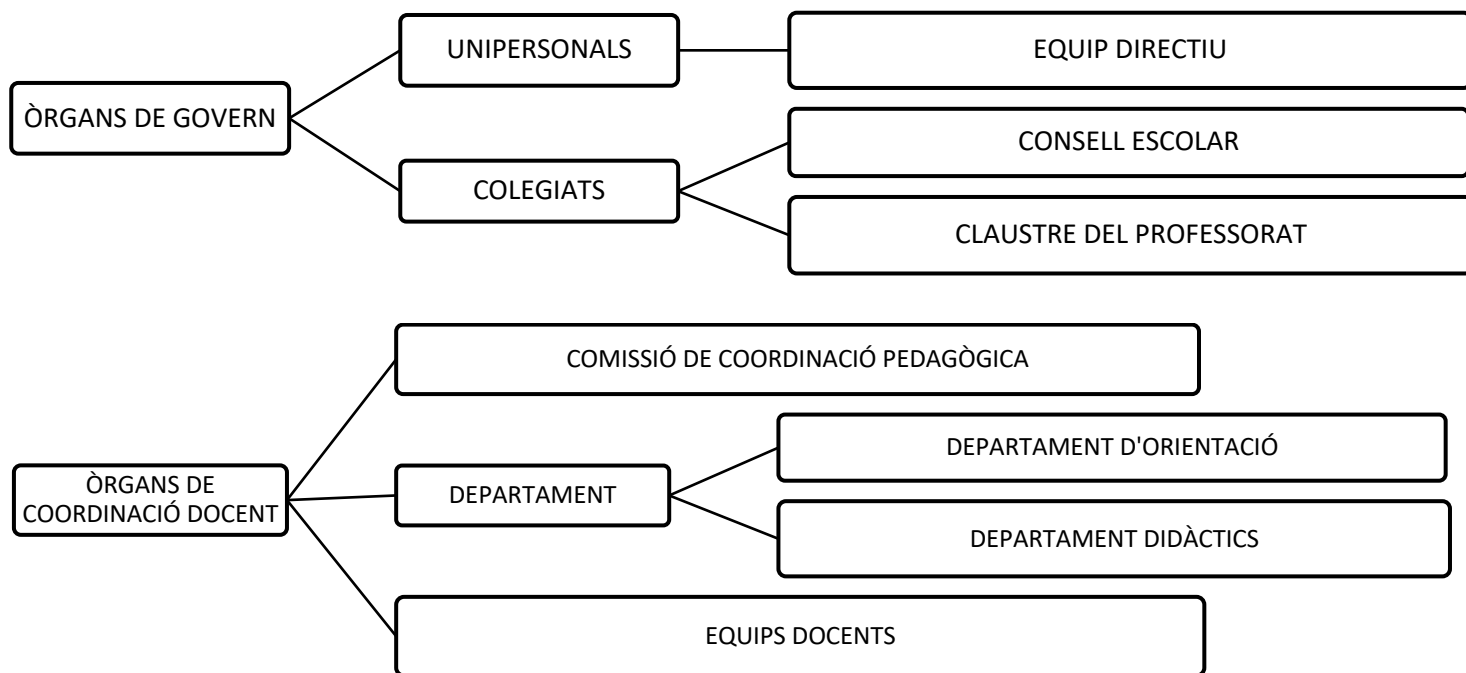 ÒRGANS DE GOVERN
UNIPERSONALS
EQUIP DIRECTIU
COLEGIATS
CONSELL ESCOLAR
CLAUSTRE DEL PROFESSORAT
ÒRGANS DE
COORDINACIÓ DOCENT
COMISSIÓ DE COORDINACIÓ PEDAGÒGICA
DEPARTAMENT
DEPARTAMENT D'ORIENTACIÓ
DEPARTAMENT DIDÀCTICS
EQUIPS DOCENTS